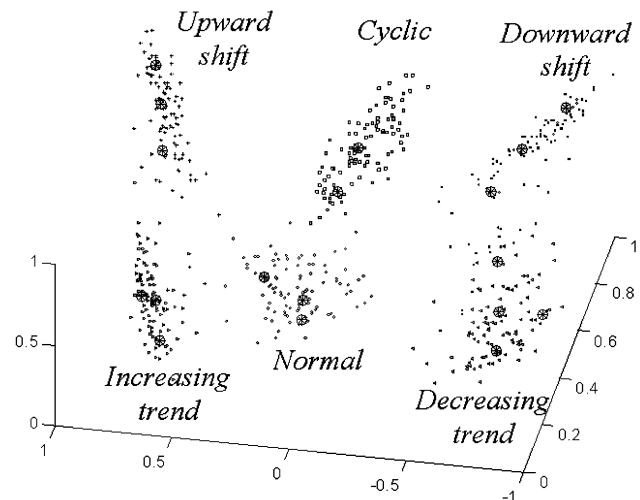 Upward
shift
Cyclic
Downward
shift
Increasing
trend
Normal
Decreasing
trend
1
0.5
0
1
0.5
0
-0.5
-1
0
0.2
0.4
0.6
0.8
1